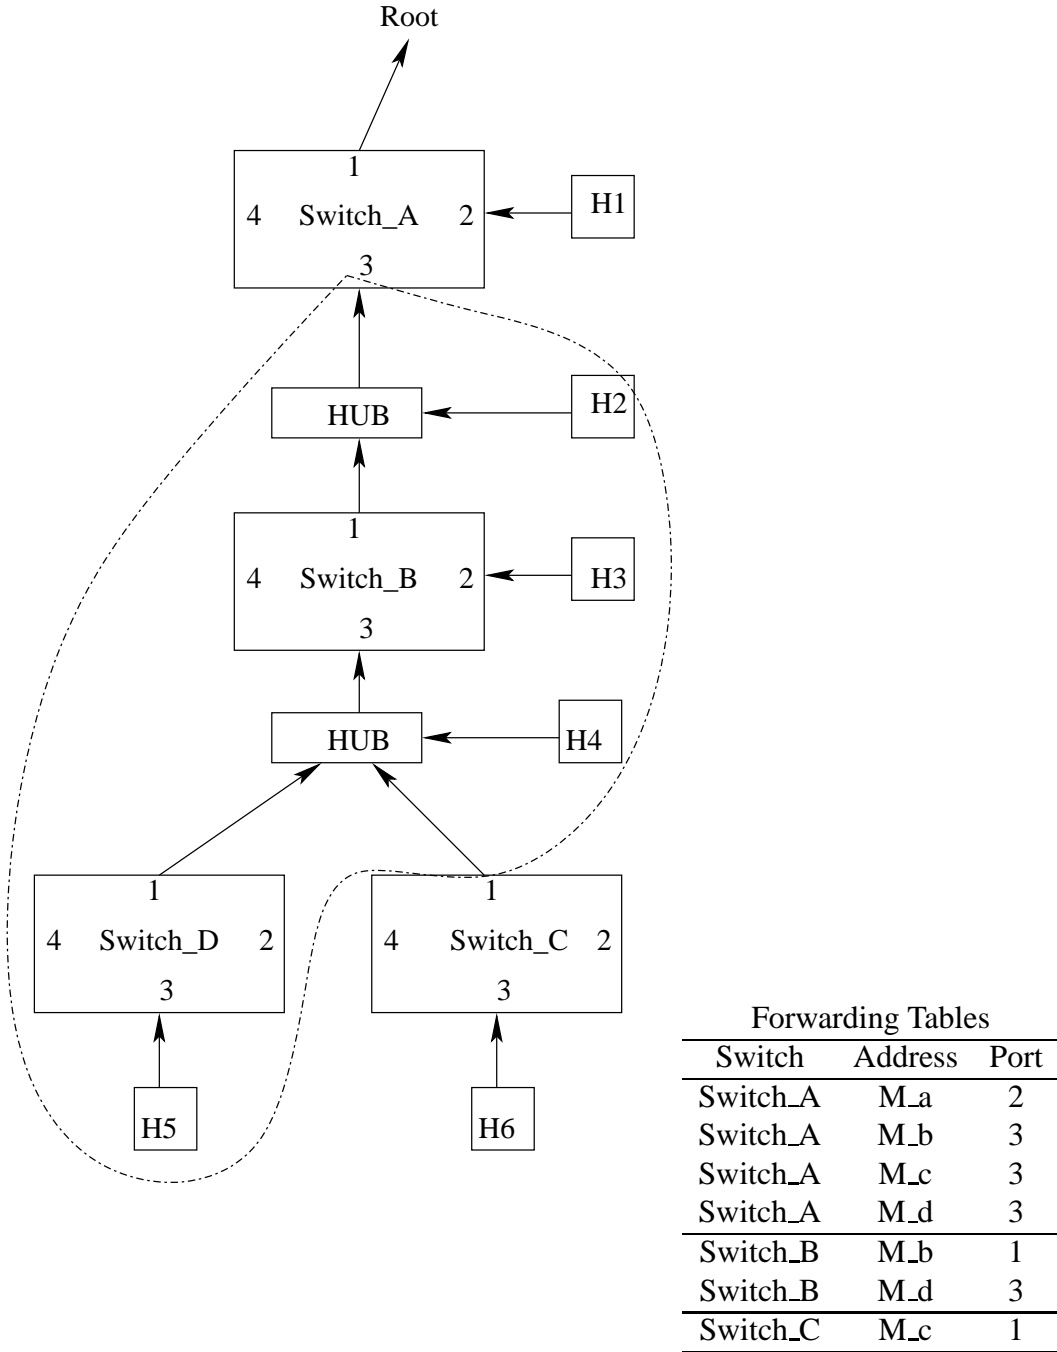 Root
1
4 Switch_A 2
3
H1
HUB
H2
1
4 Switch_B 2
3
H3
HUB
H4
1
4 Switch_D 2
3
1
4 Switch_C 2
3
H5
H6
Forwarding Tables
Switch Address Port
Switch_A M_a 2
Switch_A M_b 3
Switch_A M_c 3
Switch_A M_d 3
Switch_B M_b 1
Switch_B M_d 3
Switch_C M_c 1